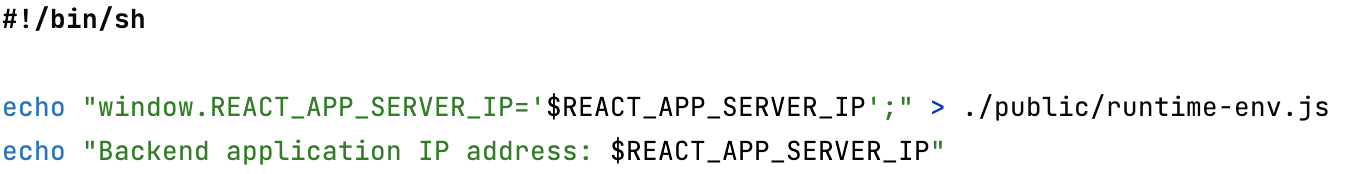 #!/bin/sh
echo "window.REACT_APP_SERVER_IP='$REACT_APP_SERVER_IP';" > ./public/runtime-env.js
echo "Backend application IP address: $REACT_APP_SERVER_IP"